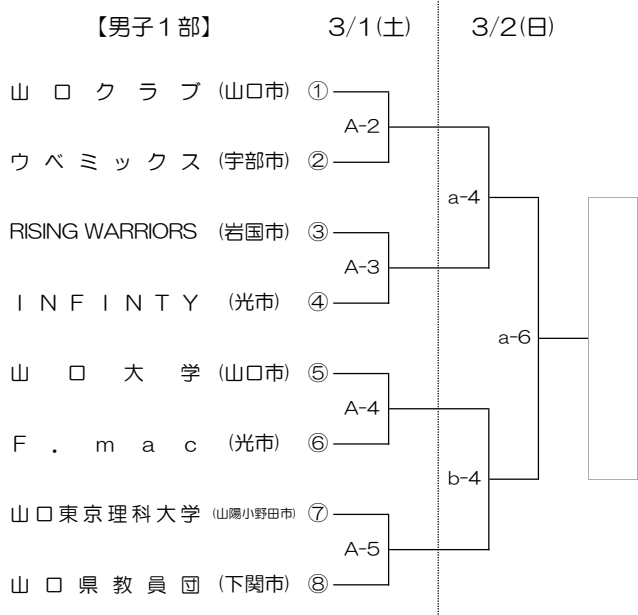 【男子1部】 3/1(土) 3/2(日)
山口クラブ (山口市) ①
A-2
ウベミックス (宇部市) ②
a-4
RISING WARRIORS (岩国市) ③
A-3
INFINTY (光市) ④
a-6
山口大学 (山口市) ⑤
A-4
F.mac (光市) ⑥
b-4
山口東京理科大学 (山陽小野田市) ⑦
A-5
山口県教員団 (下関市) ⑧